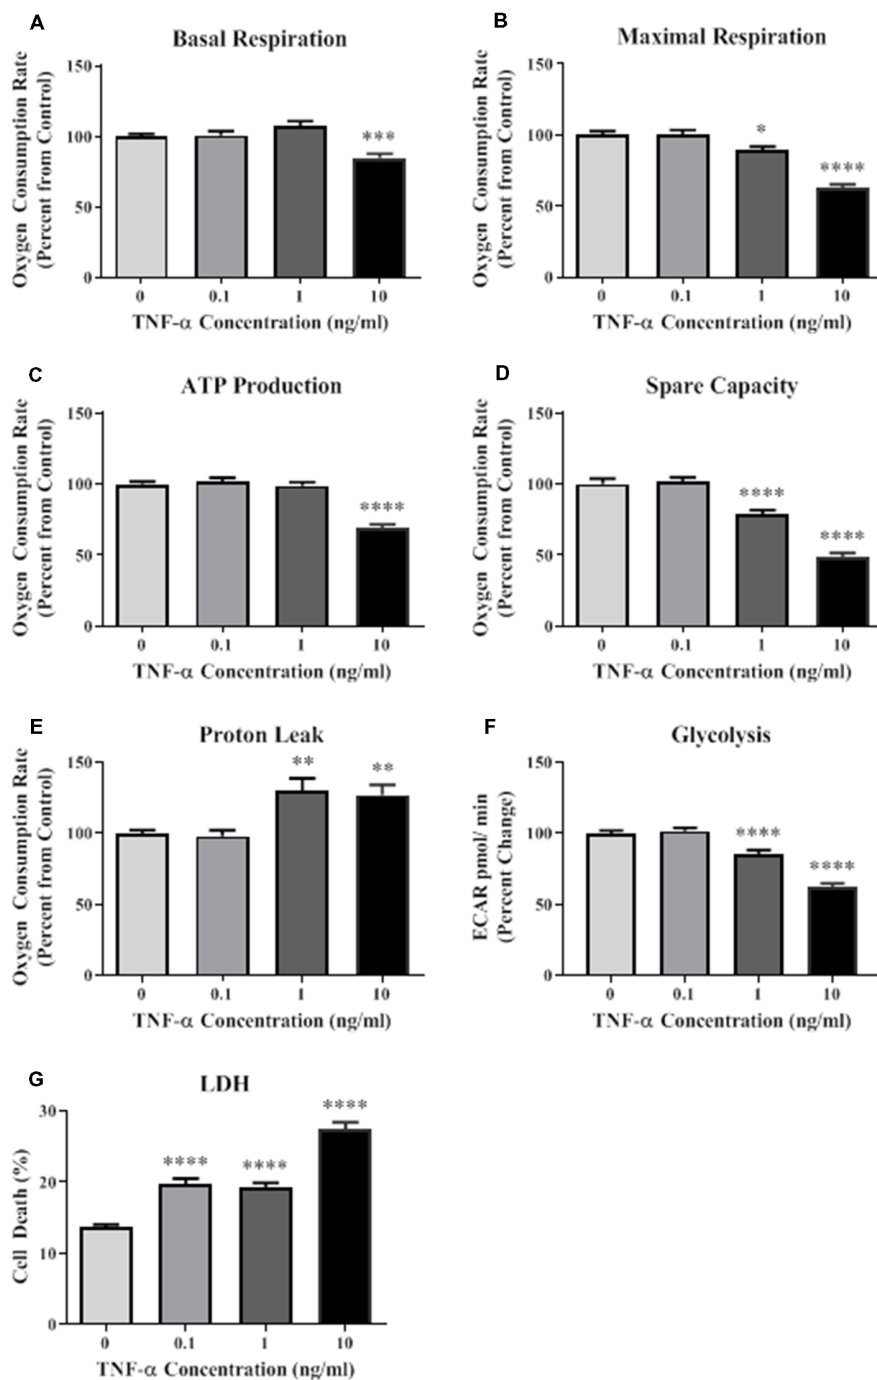 A
Basal Respiration
Oxygen Consumption Rate
(Percent from Control)
150
100
50
0
***
0 0.1 1 10
TNF-α Concentration (ng/ml)
B
Maximal Respiration
Oxygen Consumption Rate
(Percent from Control)
150
100
50
0
*
****
0 0.1 1 10
TNF-α Concentration (ng/ml)
C
ATP Production
Oxygen Consumption Rate
(Percent from Control)
150
100
50
0
****
0 0.1 1 10
TNF-α Concentration (ng/ml)
D
Spare Capacity
Oxygen Consumption Rate
(Percent from Control)
150
100
50
0
****
****
0 0.1 1 10
TNF-α Concentration (ng/ml)
E
Proton Leak
Oxygen Consumption Rate
(Percent from Control)
150
100
50
0
** **
0 0.1 1 10
TNF-α Concentration (ng/ml)
F
Glycolysis
ECAR pmol/ min
(Percent Change)
150
100
50
0
****
****
0 0.1 1 10
TNF-α Concentration (ng/ml)
G
LDH
Cell Death (%)
30
20
10
0
**** **** ****
0 0.1 1 10
TNF-α Concentration (ng/ml)